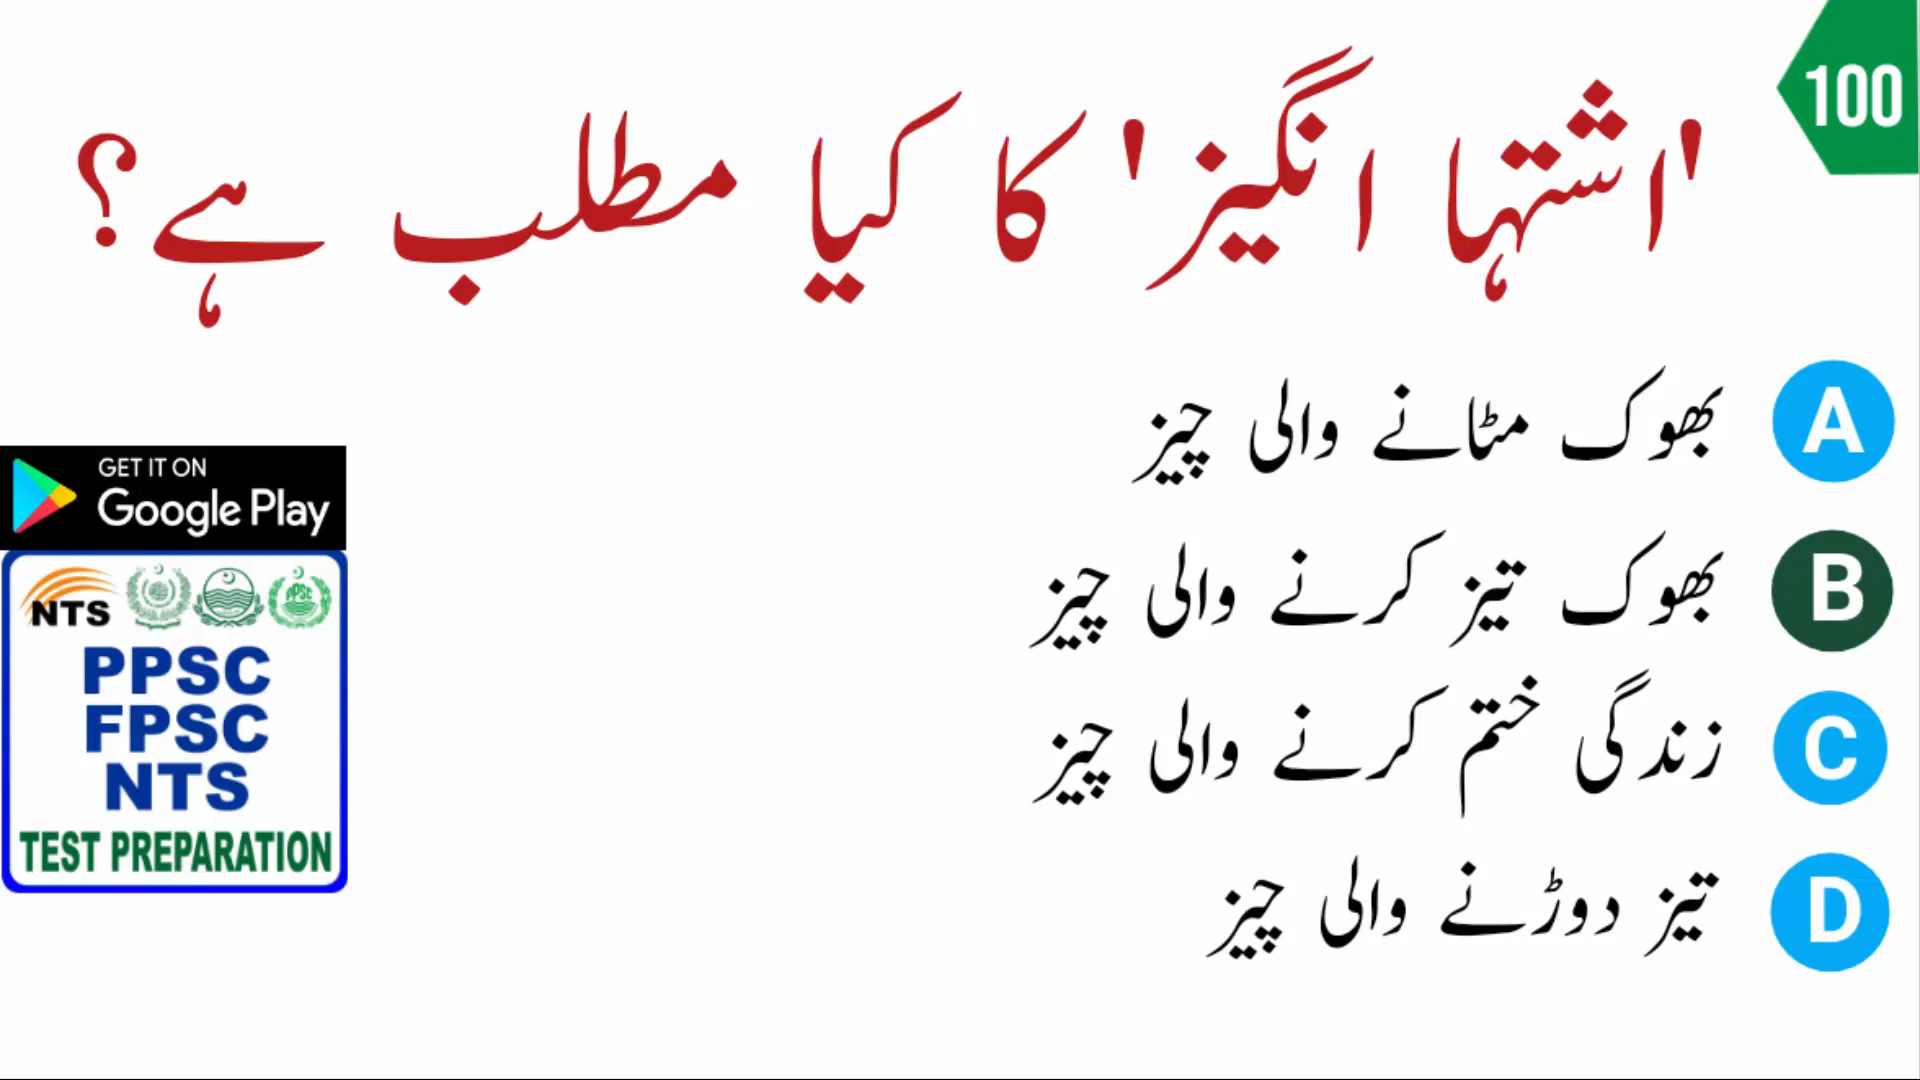 100
'اشتہا انگیز' کا کیا مطلب ہے؟
A بھوک مٹانے والی چیز
B بھوک تیز کرنے والی چیز
C زندگی ختم کرنے والی چیز
D تیز دوڑنے والی چیز
GET IT ON
Google Play
NTS
PPSC
PPSC
FPSC
NTS
TEST PREPARATION